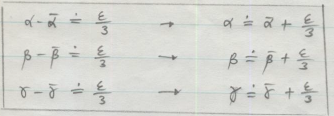 α - ᾱ ≐ ε/3 → α ≐ ᾱ + ε/3
β - β̄ ≐ ε/3 → β ≐ β̄ + ε/3
γ - γ̄ ≐ ε/3 → γ ≐ γ̄ + ε/3